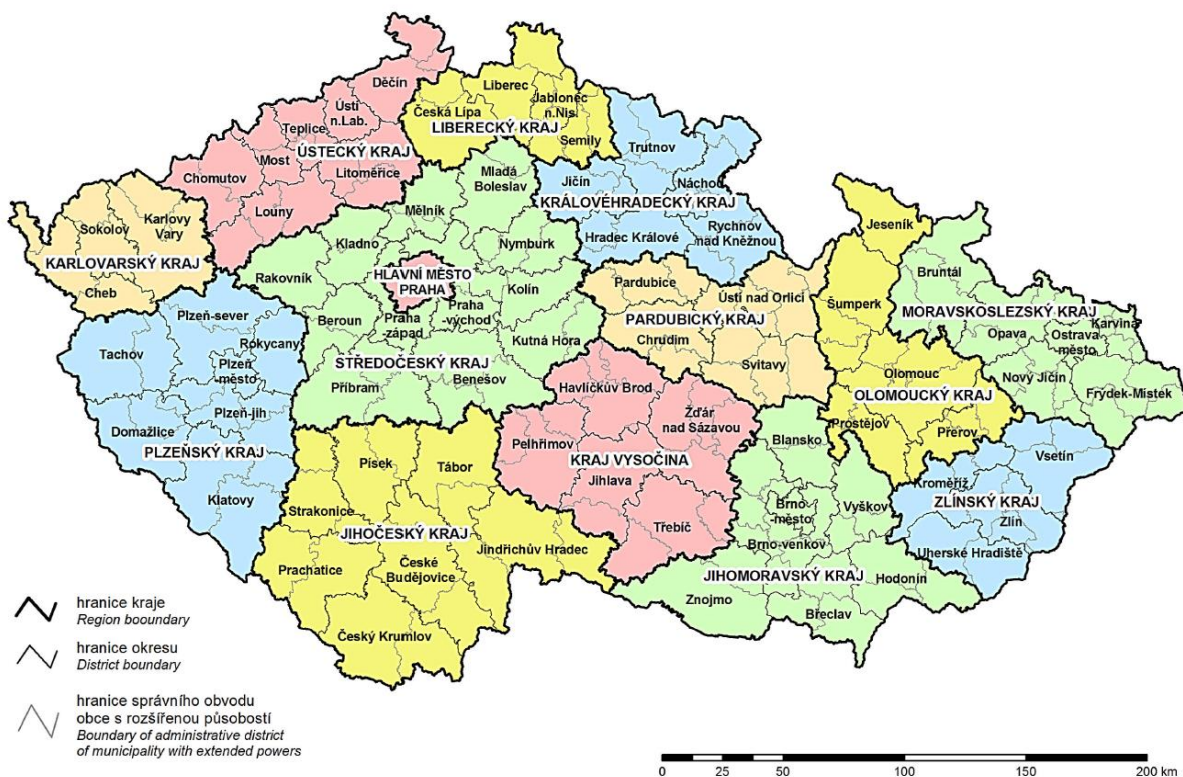 Děčín
Liberec
Ústí
n.Lab.
Jablonec
n.Nis.
Česká Lípa
Teplice
LIBERECKÝ KRAJ
Semily
Trutnov
Most
ÚSTECKÝ KRAJ
Chomutov
Litoměřice
Mladá
Boleslav
Jičín
Náchod
KRÁLOVÉHRADECKÝ KRAJ
Louny
Mělník
Karlovy
Vary
Sokolov
Jeseník
Rychnov
nad Kněžnou
Hradec Králové
Kladno
Nymburk
KARLOVARSKÝ KRAJ
Rakovník
HLAVNÍ MĚSTO
PRAHA
Bruntál
Cheb
Kolín
Pardubice
Ústí nad Orlicí
Šumperk
Plzeň-sever
Beroun
Praha
-západ
Praha
-východ
MORAVSKOSLEZSKÝ KRAJ
PARDUBICKÝ KRAJ
Karviná
Opava
Ostrava-
město
Rokycany
Tachov
Kutná Hora
Chrudim
Plzeň
město
STŘEDOČESKÝ KRAJ
Svitavy
Olomouc
Nový Jičín
Příbram
Benešov
Havlíčkův Brod
OLOMOUCKÝ KRAJ
Frýdek-Místek
Plzeň-jih
Žďár
nad Sázavou
Prostějov
Přerov
Domažlice
Pelhřimov
Blansko
PLZEŇSKÝ KRAJ
Písek
Tábor
KRAJ VYSOČINA
Vsetín
Jihlava
Kroměříž
Klatovy
Strakonice
Brno-
město
Vyškov
ZLÍNSKÝ KRAJ
Třebíč
Zlín
JIHOČESKÝ KRAJ
Jindřichův Hradec
Brno-venkov
Uherské Hradiště
Prachatice
České
Budějovice
JIHOMORAVSKÝ KRAJ
Hodonín
Znojmo
Břeclav
Český Krumlov
hranice kraje
Region booundary
hranice okresu
District boundary
hranice správního obvodu
obce s rozšířenou působostí
Boundary of administrative district
of municipality with extended powers
0 25 50 100 150 200 km